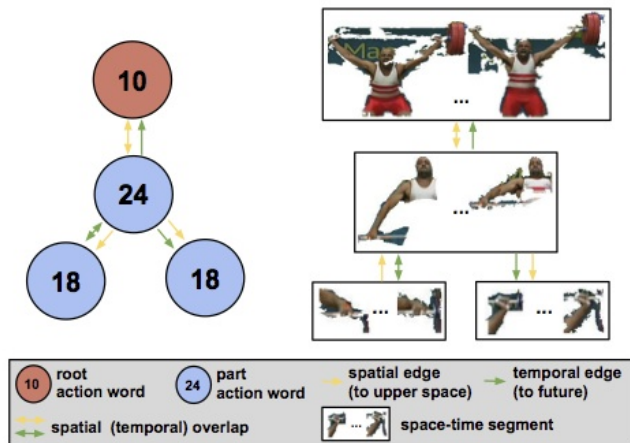 10
24
18
18
Mar
...
...
...
...
10
root
action word
24
part
action word
spatial edge
(to upper space)
temporal edge
(to future)
spatial (temporal) overlap
...
space-time segment